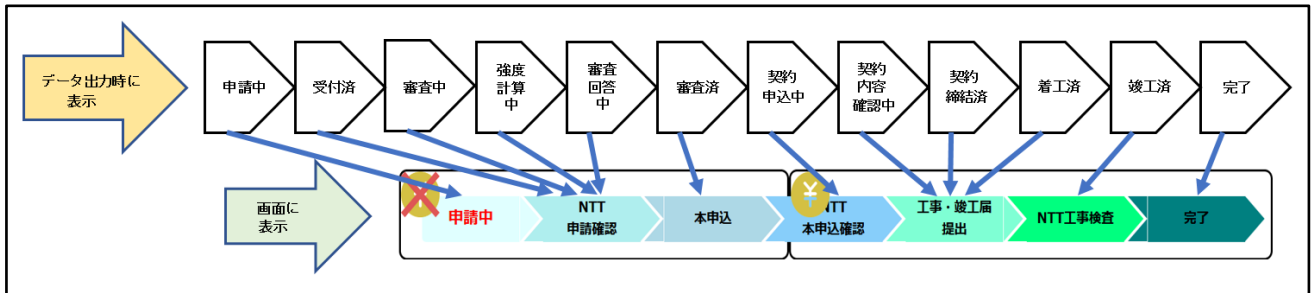 データ出力時に
表示
申請中
受付済
審査中
強度
計算
中
審査
回答
中
審査済
契約
申込中
契約
内容
確認中
契約
締結済
着工済
竣工済
完了
画面に
表示
申請中
NTT
申請確認
本申込
¥
NTT
本申込確認
工事・竣工届
提出
NTT工事検査
完了